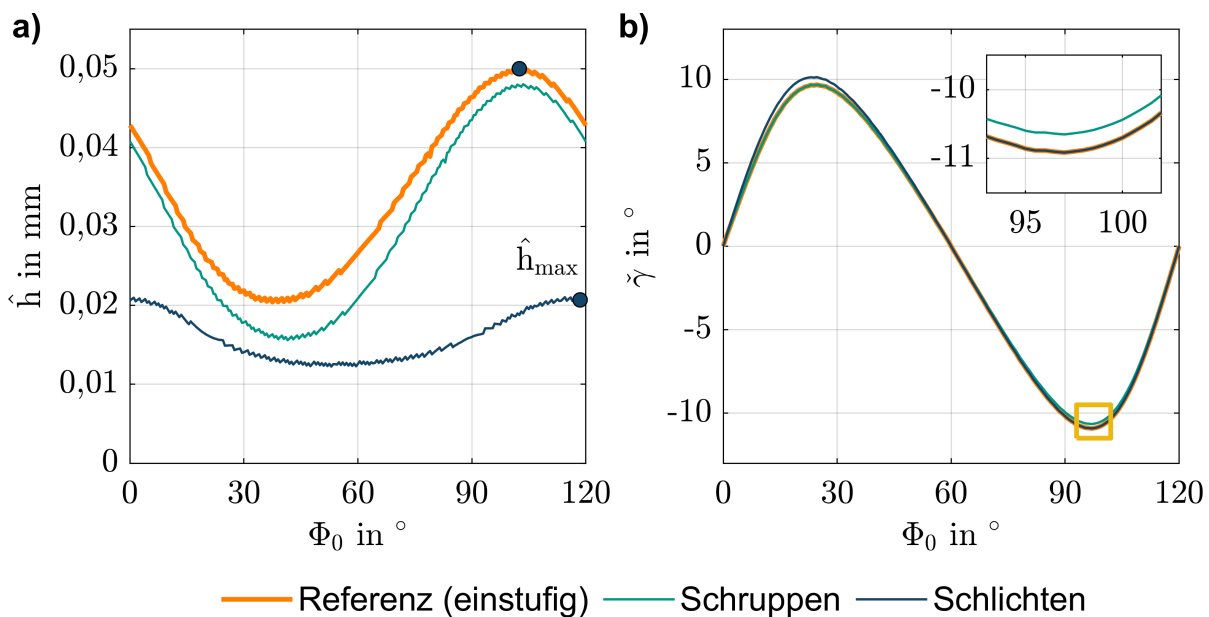 a)
0,05
0,04
0,03
0,02
0,01
0
ĥ in mm
ĥmax
0 30 60 90 120
Φ₀ in °
b)
10
5
0
-5
-10
γ̌ in °
-10
-11
95 100
0 30 60 90 120
Φ₀ in °
Referenz (einstufig) Schruppen Schlichten